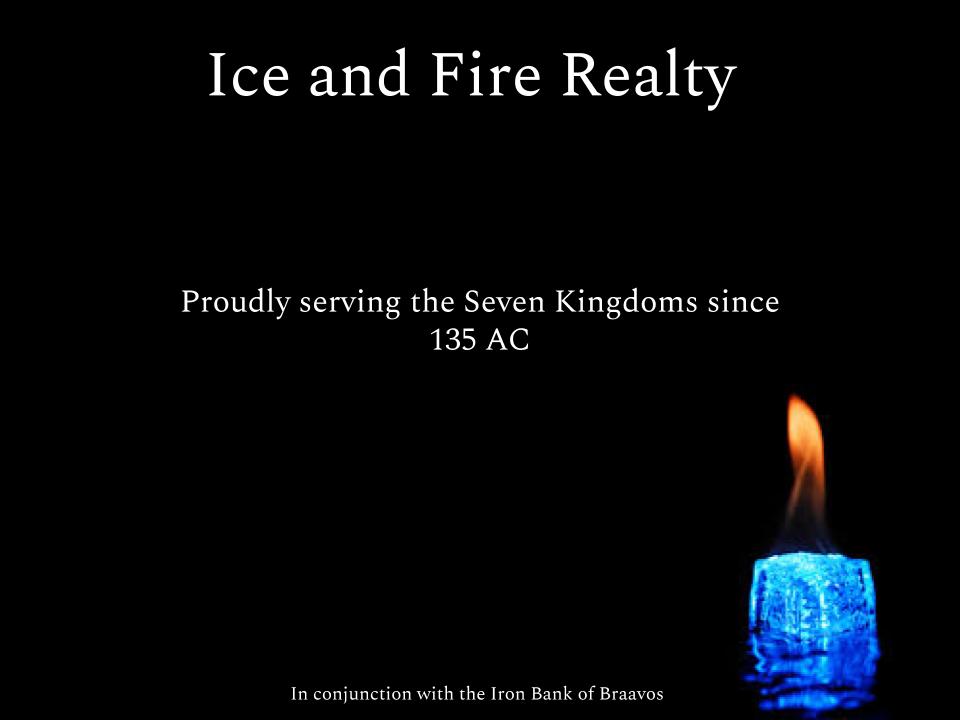 Ice and Fire Realty
Proudly serving the Seven Kingdoms since
135 AC
In conjunction with the Iron Bank of Braavos